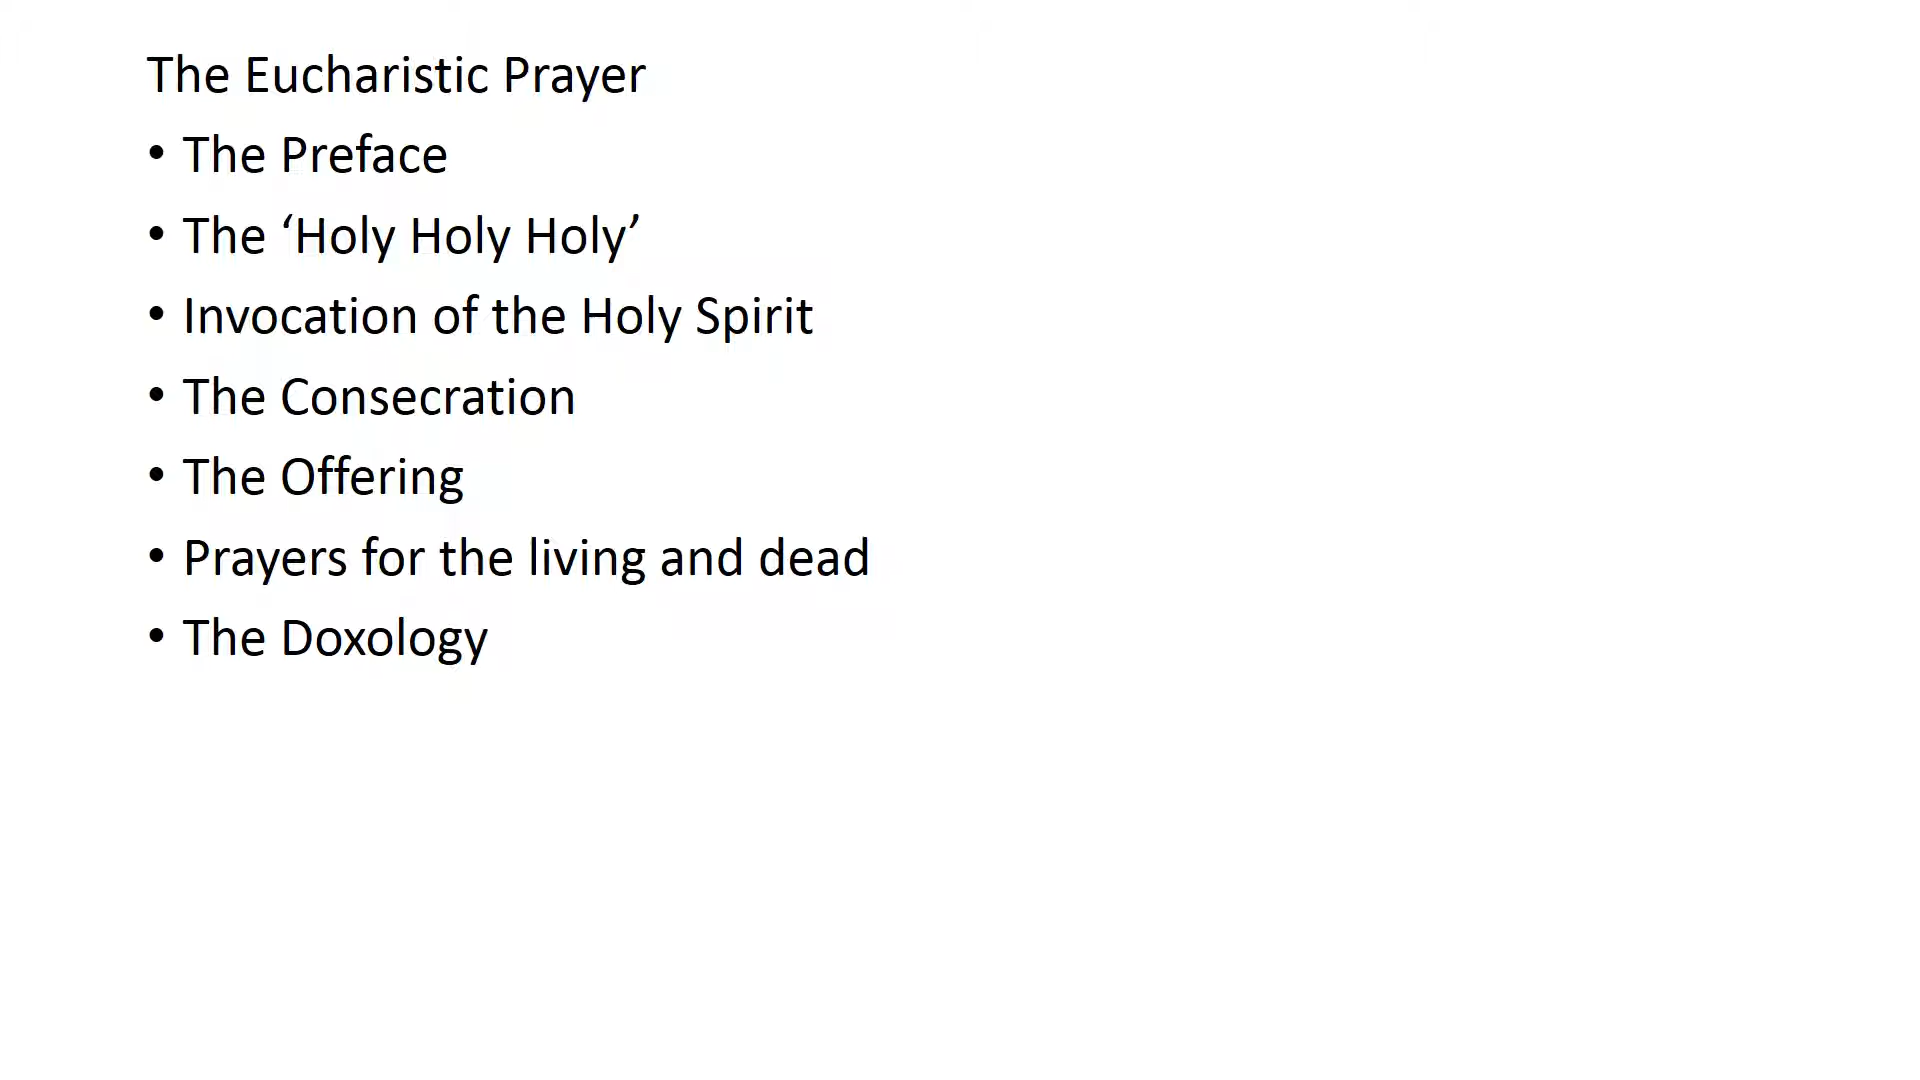 The Eucharistic Prayer
• The Preface
• The ‘Holy Holy Holy’
• Invocation of the Holy Spirit
• The Consecration
• The Offering
• Prayers for the living and dead
• The Doxology